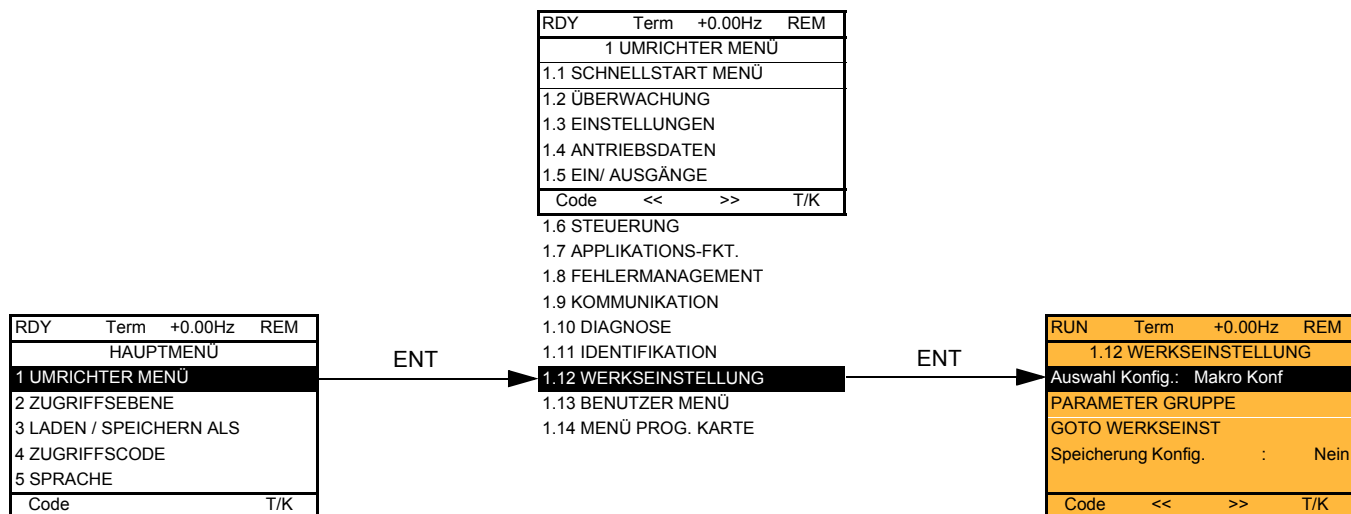 RDY Term +0.00Hz REM
1 UMRICHTER MENÜ
1.1 SCHNELLSTART MENÜ
1.2 ÜBERWACHUNG
1.3 EINSTELLUNGEN
1.4 ANTRIEBSDATEN
1.5 EIN/ AUSGÄNGE
Code << >> T/K
1.6 STEUERUNG
1.7 APPLIKATIONS-FKT.
1.8 FEHLERMANAGEMENT
1.9 KOMMUNIKATION
1.10 DIAGNOSE
1.11 IDENTIFIKATION
1.12 WERKSEINSTELLUNG
1.13 BENUTZER MENÜ
1.14 MENÜ PROG. KARTE
RDY Term +0.00Hz REM
HAUPTMENÜ
1 UMRICHTER MENÜ
2 ZUGRIFFSEBENE
3 LADEN / SPEICHERN ALS
4 ZUGRIFFSCODE
5 SPRACHE
Code T/K
ENT
ENT
RUN Term +0.00Hz REM
1.12 WERKSEINSTELLUNG
Auswahl Konfig.: Makro Konf
PARAMETER GRUPPE
GOTO WERKSEINST
Speicherung Konfig. : Nein
Code << >> T/K